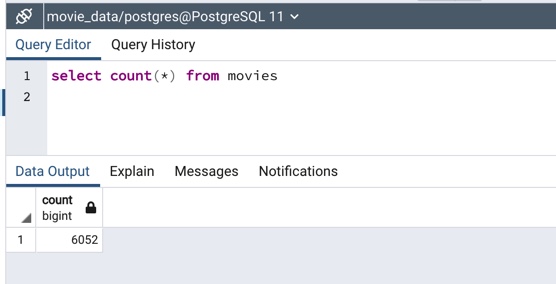 movie_data/postgres@PostgreSQL 11
Query Editor Query History
1 select count(*) from movies
2
Data Output Explain Messages Notifications
count
bigint
1 6052